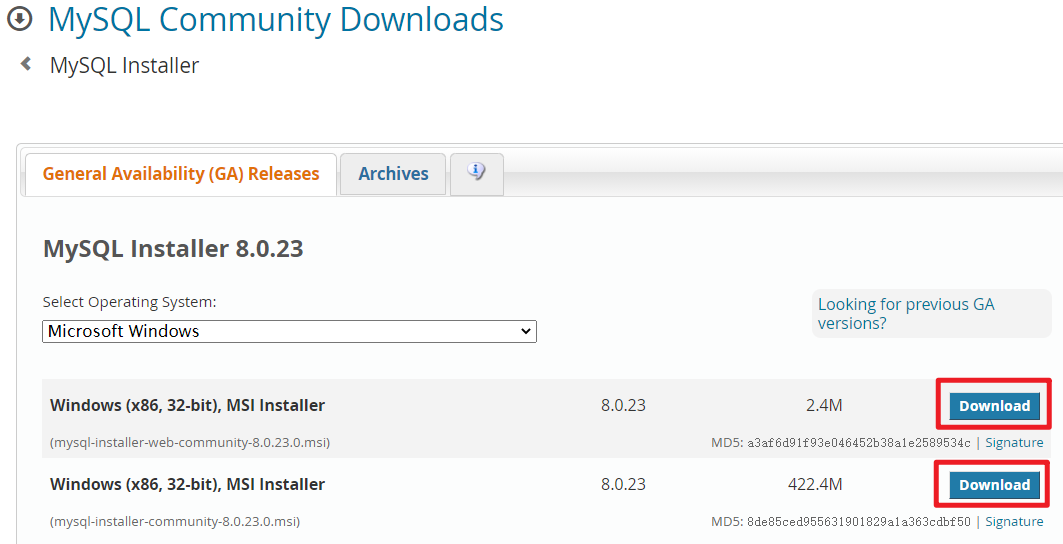 MySQL Community Downloads
MySQL Installer
General Availability (GA) Releases
Archives
MySQL Installer 8.0.23
Select Operating System:
Looking for previous GA
versions?
Microsoft Windows
Windows (x86, 32-bit), MSI Installer 8.0.23 2.4M Download
(mysql-installer-web-community-8.0.23.0.msi) MD5: a3af6d91f93e046452b38a1e2589534c | Signature
Windows (x86, 32-bit), MSI Installer 8.0.23 422.4M Download
(mysql-installer-community-8.0.23.0.msi) MD5: 8de85ced955631901829a1a363cdbf50 | Signature